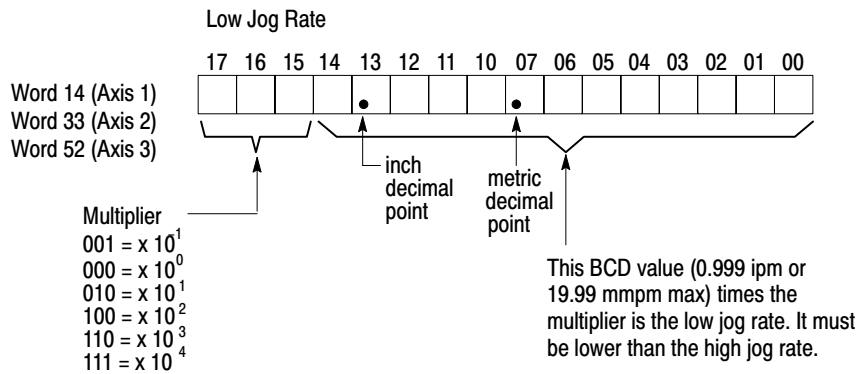 Low Jog Rate
17 16 15 14 13 12 11 10 07 06 05 04 03 02 01 00
Word 14 (Axis 1)
Word 33 (Axis 2)
Word 52 (Axis 3)
inch
decimal
point
metric
decimal
point
Multiplier
001 = x 10⁻¹
000 = x 10⁰
010 = x 10¹
100 = x 10²
110 = x 10³
111 = x 10⁴
This BCD value (0.999 ipm or
19.99 mmpm max) times the
multiplier is the low jog rate. It must
be lower than the high jog rate.